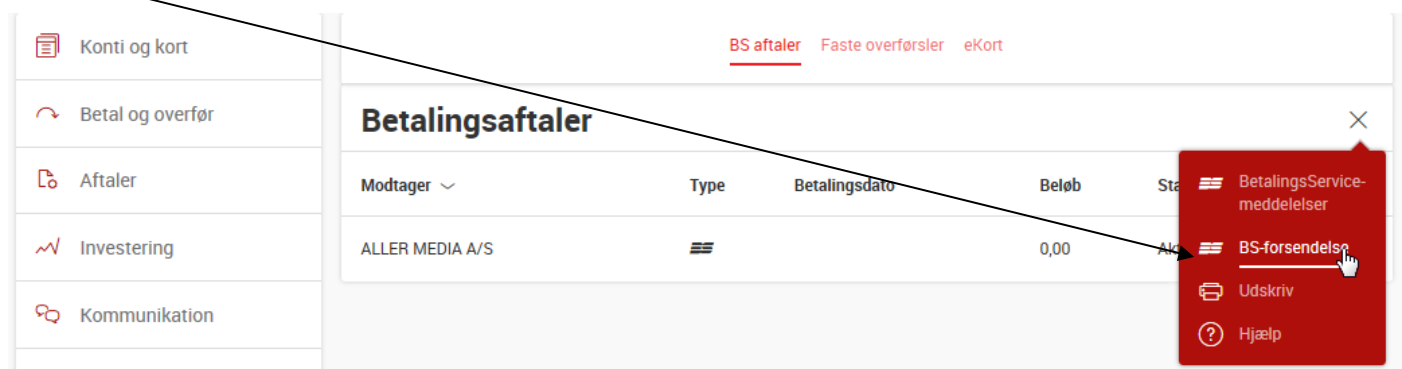 Konti og kort
Betal og overfør
Aftaler
Investering
Kommunikation
BS aftaler Faste overførsler eKort
Betalingsaftaler
Modtager Type Betalingsdato Beløb Sta
ALLER MEDIA A/S 0,00 Ak
BetalingsService-
meddelelser
BS-forsendelse
Udskriv
Hjælp